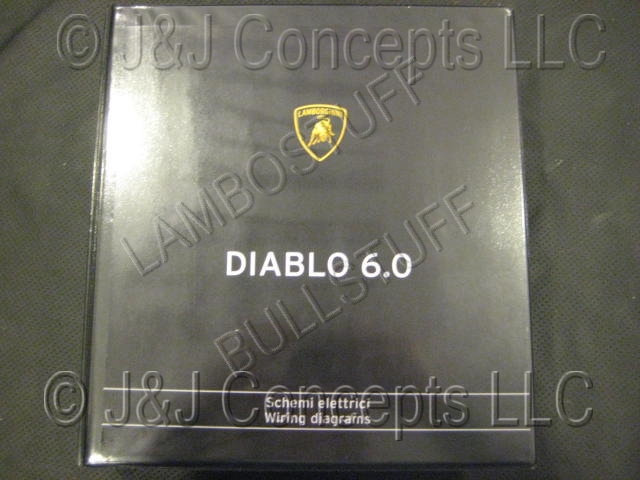 © J&J Concepts LLC
LAMBORGHINI
LAMBOSTUFF
DIABLO 6.0
BULLSTUFF
© J&J Concepts LLC
Schemi elettrici
Wiring diagrams